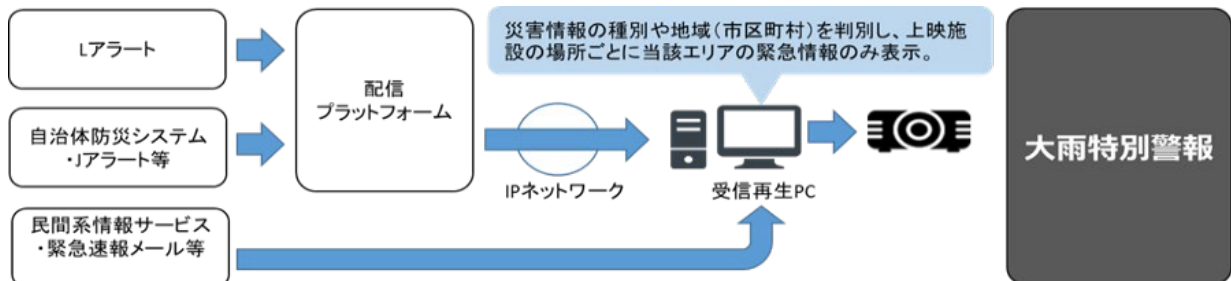 Lアラート
自治体防災システム
・Jアラート等
民間系情報サービス
・緊急速報メール等
配信
プラットフォーム
災害情報の種別や地域(市区町村)を判別し、上映施
設の場所ごとに当該エリアの緊急情報のみ表示。
IPネットワーク
受信再生PC
大雨特別警報